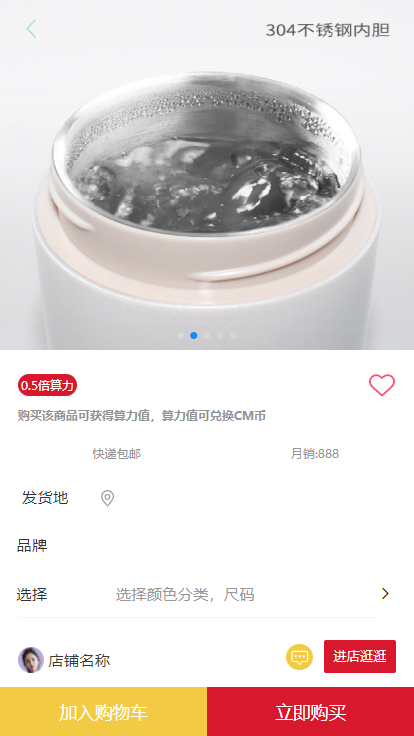 304不锈钢内胆
0.5倍算力
购买该商品可获得算力值，算力值可兑换CM币
快递包邮 月销:888
发货地
品牌
选择 选择颜色分类，尺码
店铺名称 进店逛逛
加入购物车 立即购买